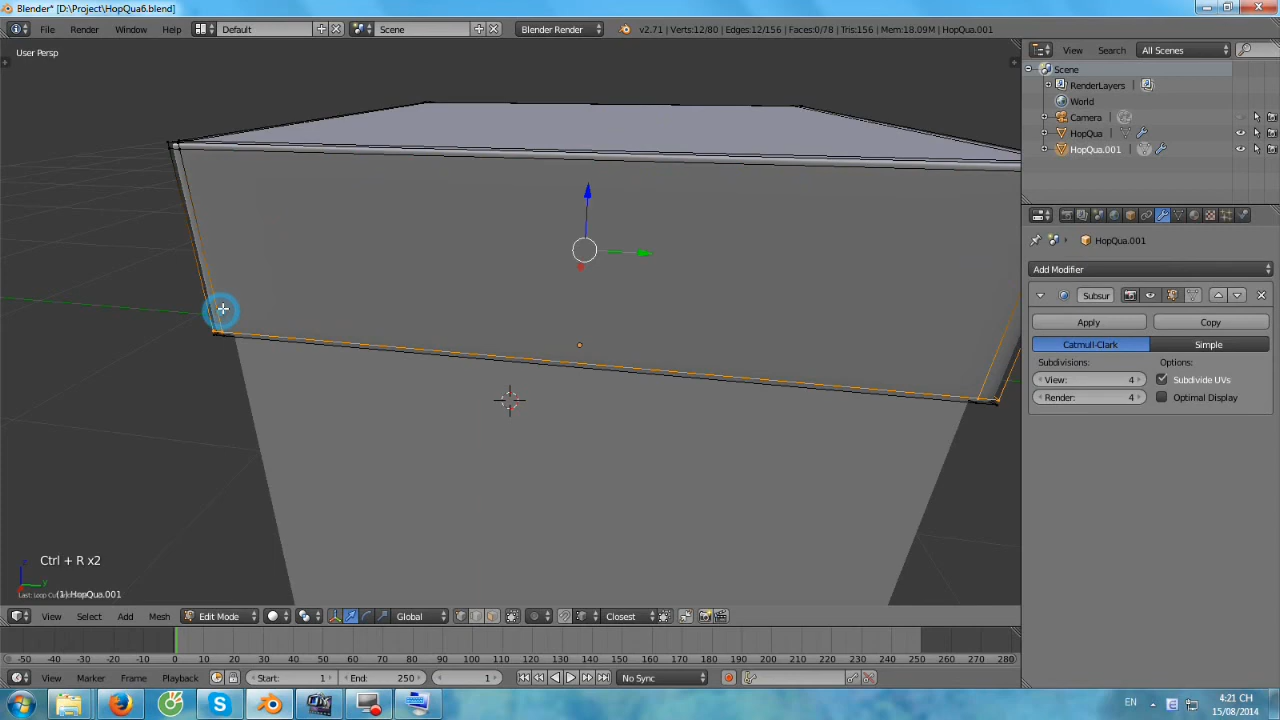 Blender* [D:\Project\HopQua6.blend]
File Render Window Help Default Scene Blender Render v2.71 | Verts:12/80 | Edges:12/156 | Faces:0/78 | Tris:156 | Mem:18.09M | HopQua.001
User Persp
View Search All Scenes
Scene
RenderLayers
World
Camera
HopQua
HopQua.001
HopQua.001
Add Modifier
Subsur
Apply Copy
Catmull-Clark Simple
Subdivisions: Options:
View: 4 Subdivide UVs
Render: 4 Optimal Display
Ctrl + R x2
(1) HopQua.001
View Select Add Mesh Edit Mode Global Closest
-50 -40 -30 -20 -10 0 10 20 30 40 50 60 70 80 90 100 110 120 130 140 150 160 170 180 190 200 210 220 230 240 250 260 270 280
View Marker Frame Playback Start: 1 End: 250 1 No Sync
EN 4:21 CH
15/08/2014